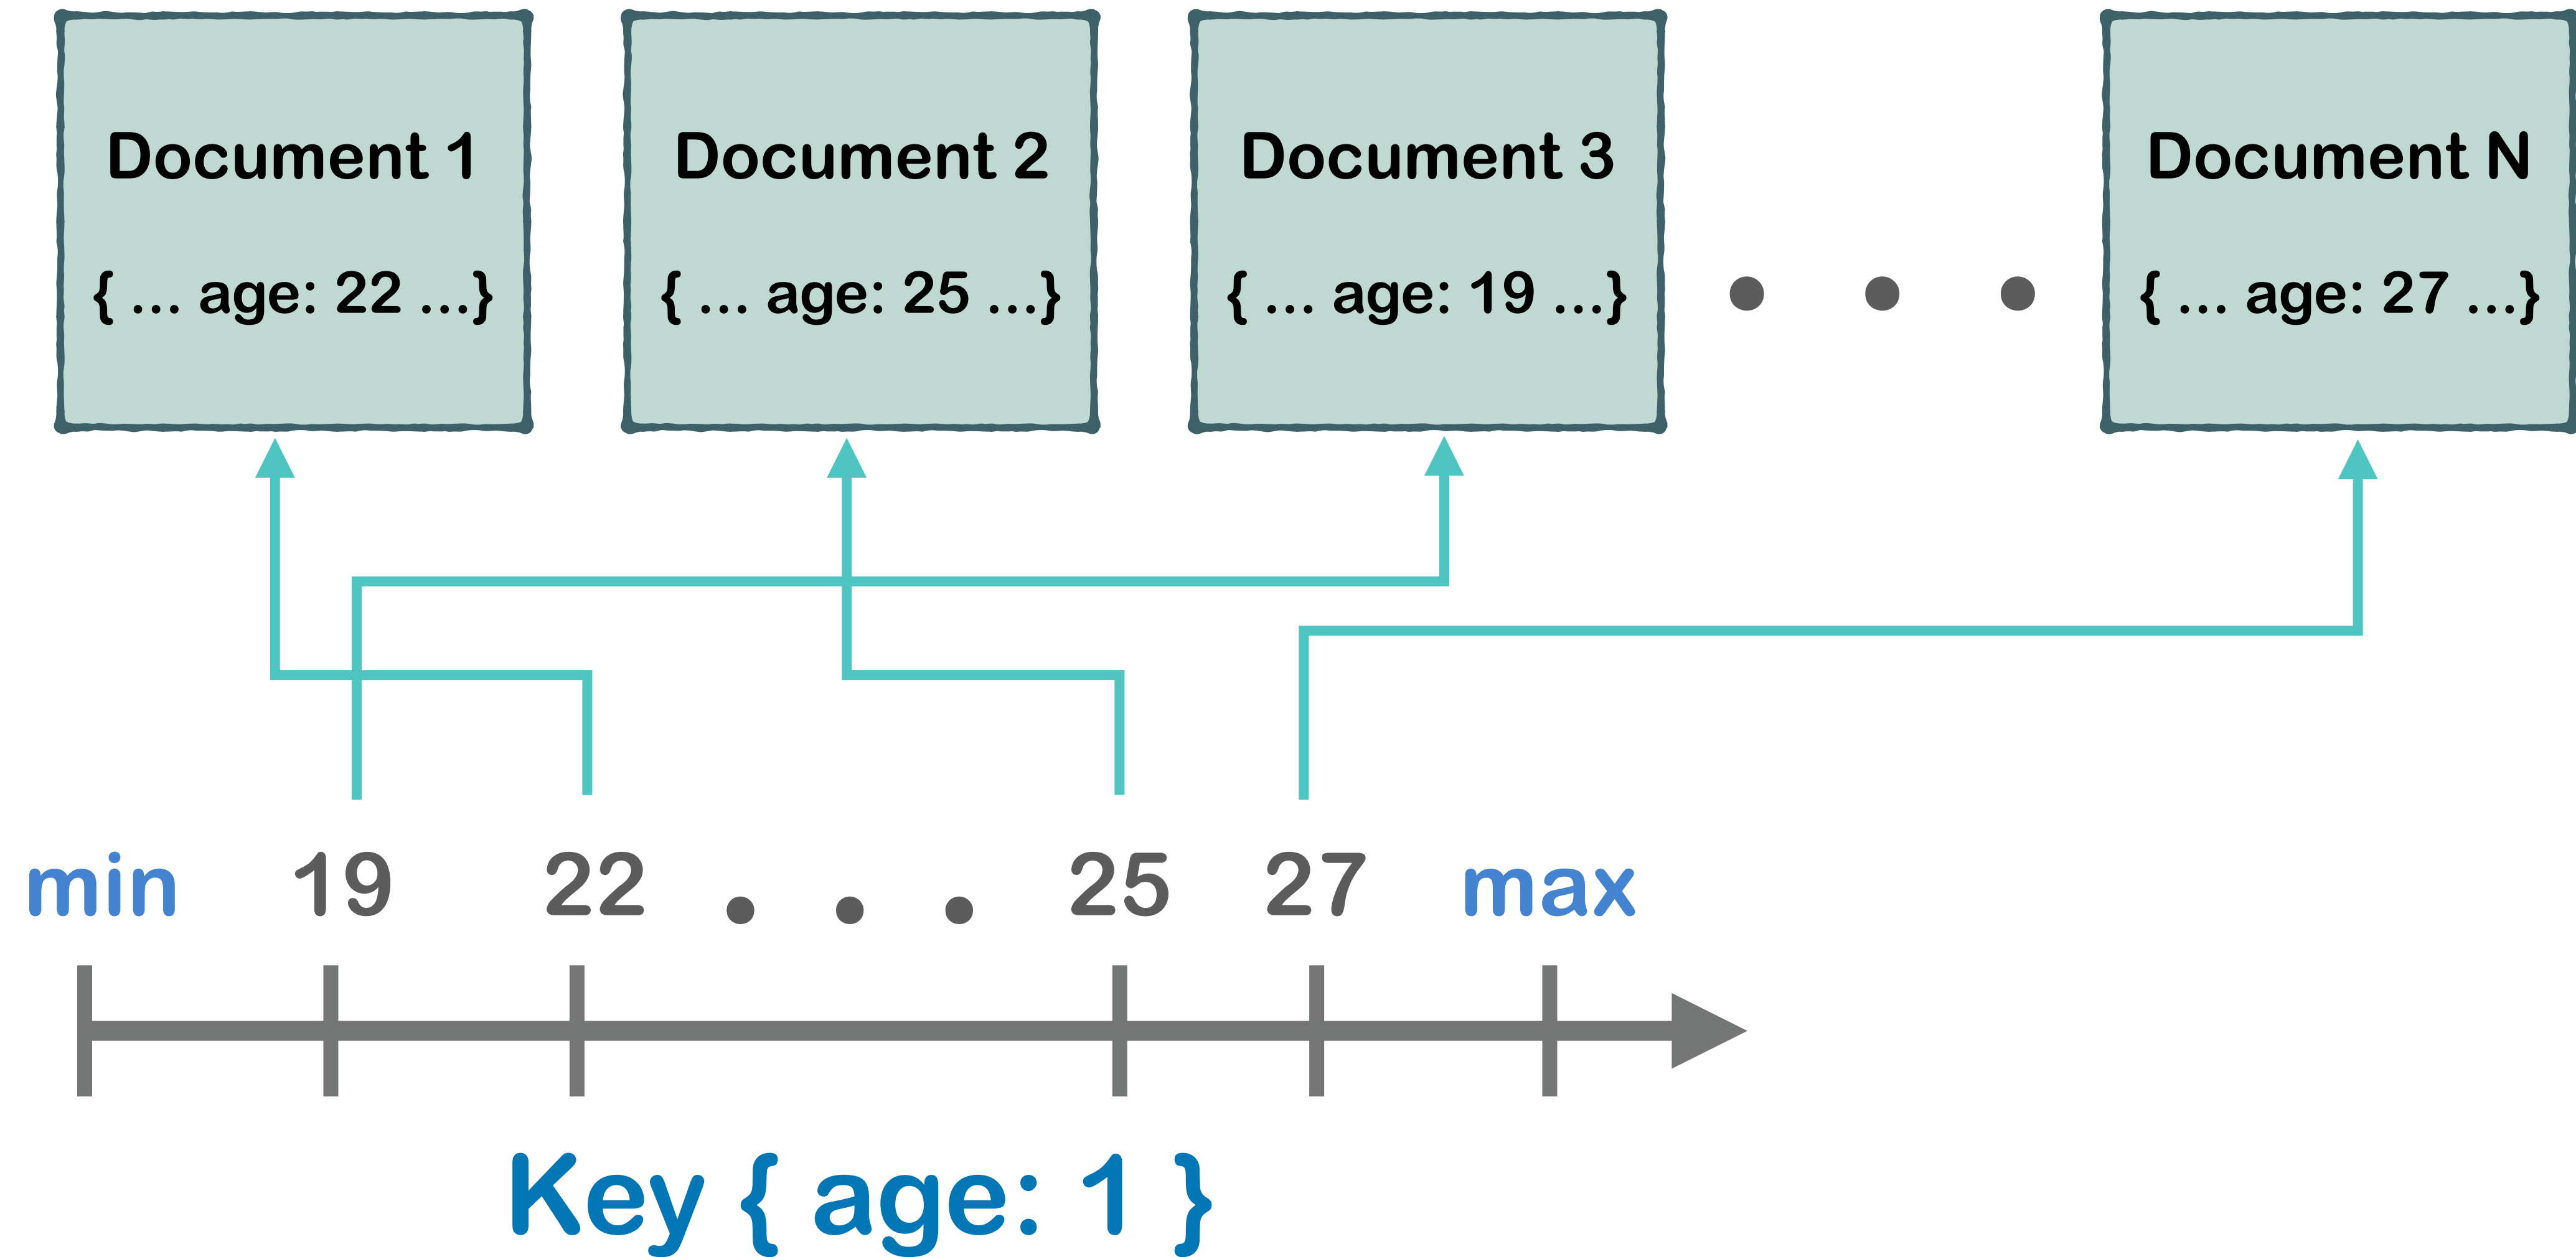 Document 1
{ ... age: 22 ...}
Document 2
{ ... age: 25 ...}
Document 3
{ ... age: 19 ...}
Document N
{ ... age: 27 ...}
min 19 22 . . . 25 27 max
Key { age: 1 }